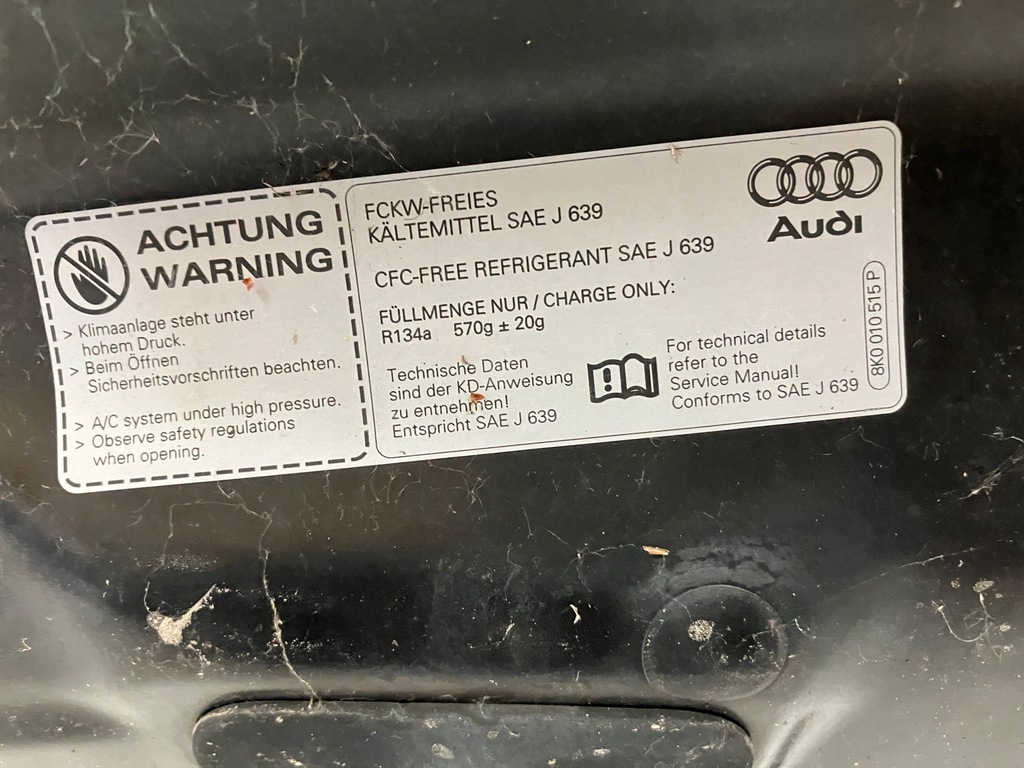 ACHTUNG
WARNING
> Klimaanlage steht unter
hohem Druck.
> Beim Öffnen
Sicherheitsvorschriften beachten.
> A/C system under high pressure.
> Observe safety regulations
when opening.
FCKW-FREIES
KÄLTEMITTEL SAE J 639
CFC-FREE REFRIGERANT SAE J 639
FÜLLMENGE NUR / CHARGE ONLY:
R134a 570g ± 20g
Technische Daten
sind der KD-Anweisung
zu entnehmen!
Entspricht SAE J 639
For technical details
refer to the
Service Manual!
Conforms to SAE J 639
Audi
8K0 010 515 P